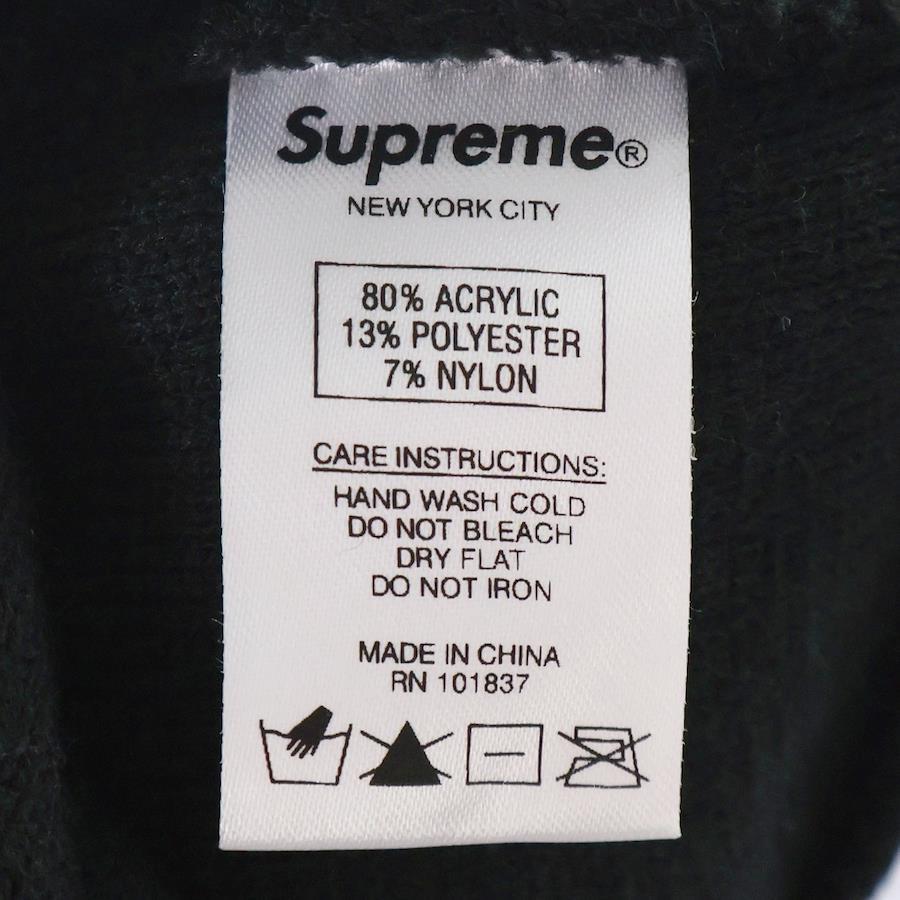 Supreme®
NEW YORK CITY
80% ACRYLIC
13% POLYESTER
7% NYLON
CARE INSTRUCTIONS:
HAND WASH COLD
DO NOT BLEACH
DRY FLAT
DO NOT IRON
MADE IN CHINA
RN 101837